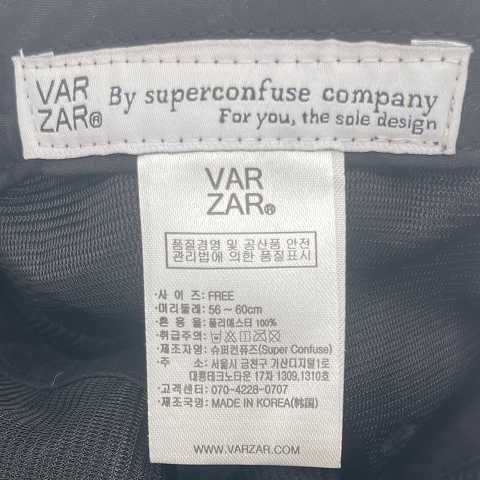 VAR
ZAR®
By superconfuse company
For you, the sole design
VAR
ZAR®
품질경영 및 공산품 안전
관리법에 의한 품질표시
·사 이 즈: FREE
·머리둘레: 56 ~ 60cm
·혼 용 율: 폴리에스터 100%
·취급주의:
·제조자명: 슈퍼컨퓨즈(Super Confuse)
·주 소: 서울시 금천구 가산디지털1로
대륭테크노타운 17차 1309,1310호
·고객센터: 070-4228-0707
·제조국명: MADE IN KOREA(韩国)
WWW.VARZAR.COM